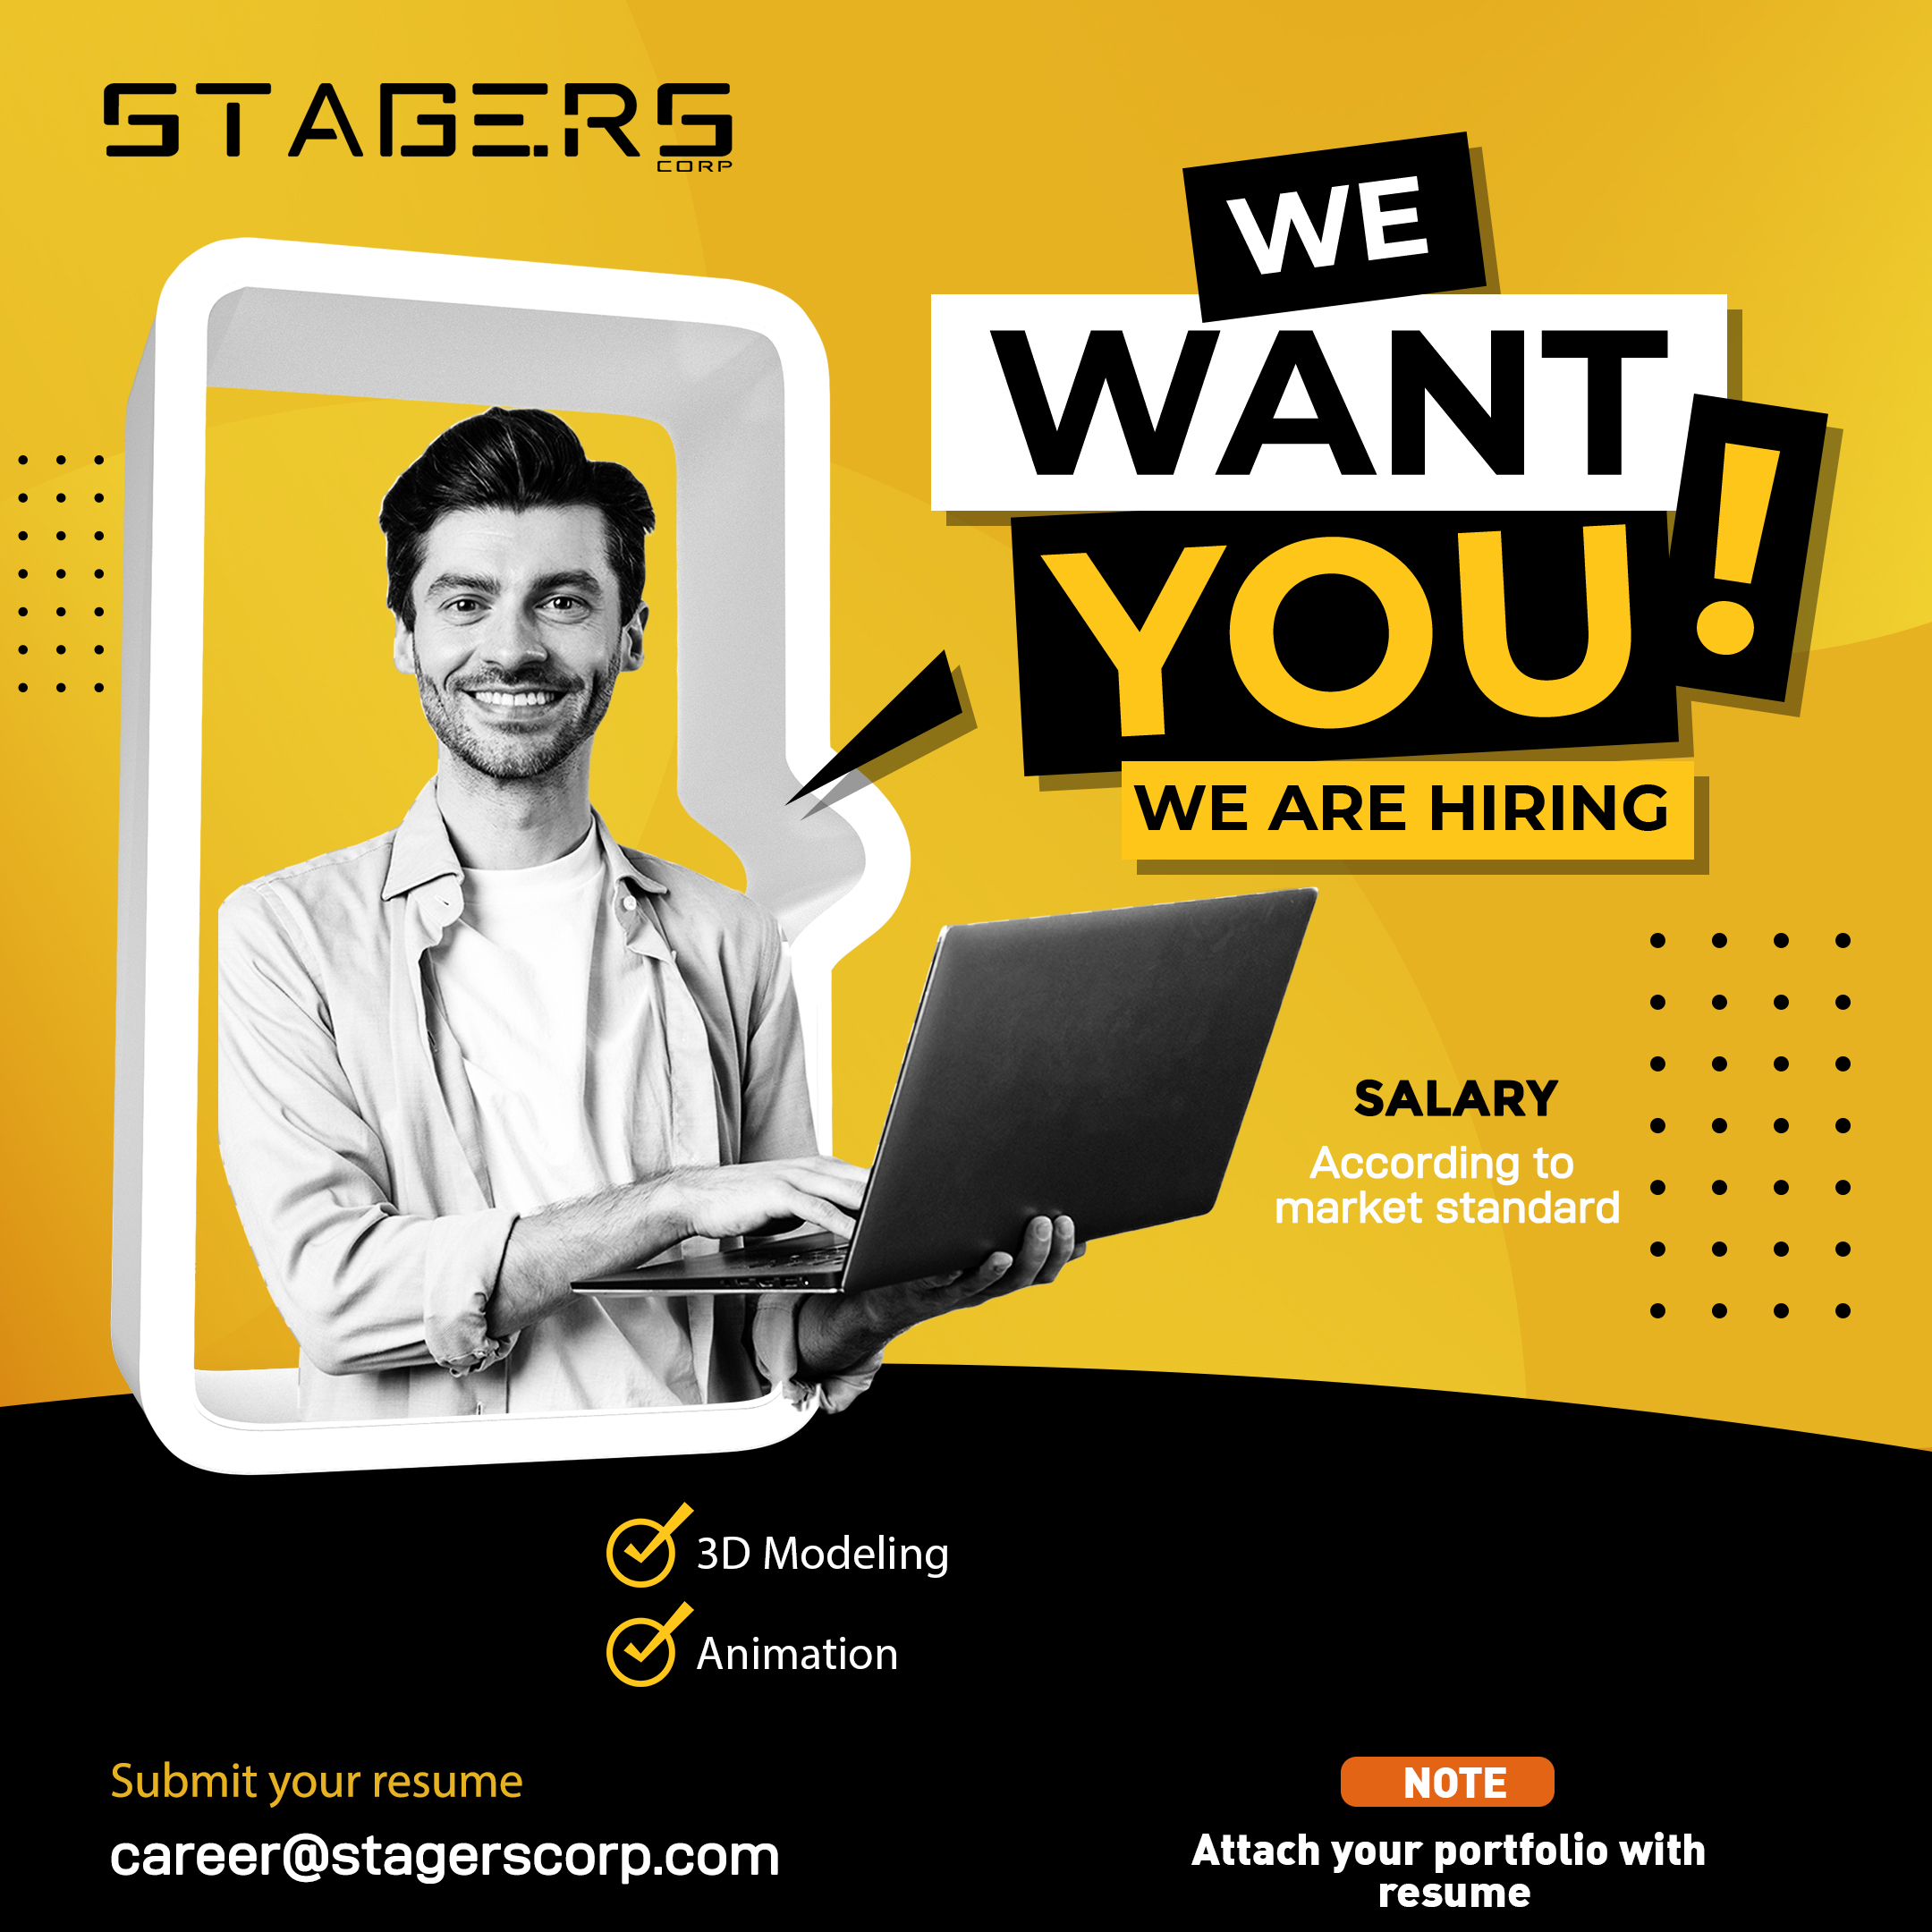 STAGERS
CORP
WE
WANT
YOU!
WE ARE HIRING
SALARY
According to
market standard
3D Modeling
Animation
Submit your resume
career@stagerscorp.com
NOTE
Attach your portfolio with
resume